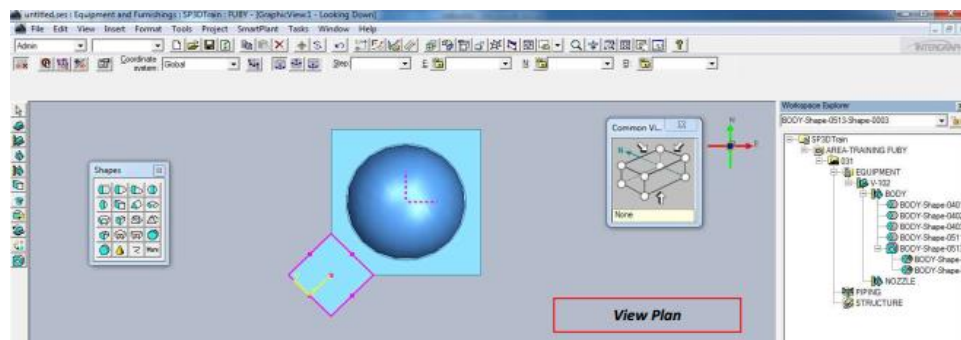 untitled.ses : Equipment and Furnishings : SP3DTrain : FUBY - [GraphicView:1 - Looking Down]
File Edit View Insert Format Tools Project SmartPlant Tasks Window Help
Admin
Coordinate system: Global Step: E: N:
INTERGRAPH
Workspace Explorer
BODY-Shape-0513-Shape-0003
SP3DTrain
AREA-TRAINING FUBY
031
EQUIPMENT
V-102
BODY
BODY-Shape-040
BODY-Shape-040
BODY-Shape-040
BODY-Shape-051
BODY-Shape-051
BODY-Shape-
BODY-Shape-
NOZZLE
PIPING
STRUCTURE
Shapes
More
Common Vi...
N
None
N
E
View Plan